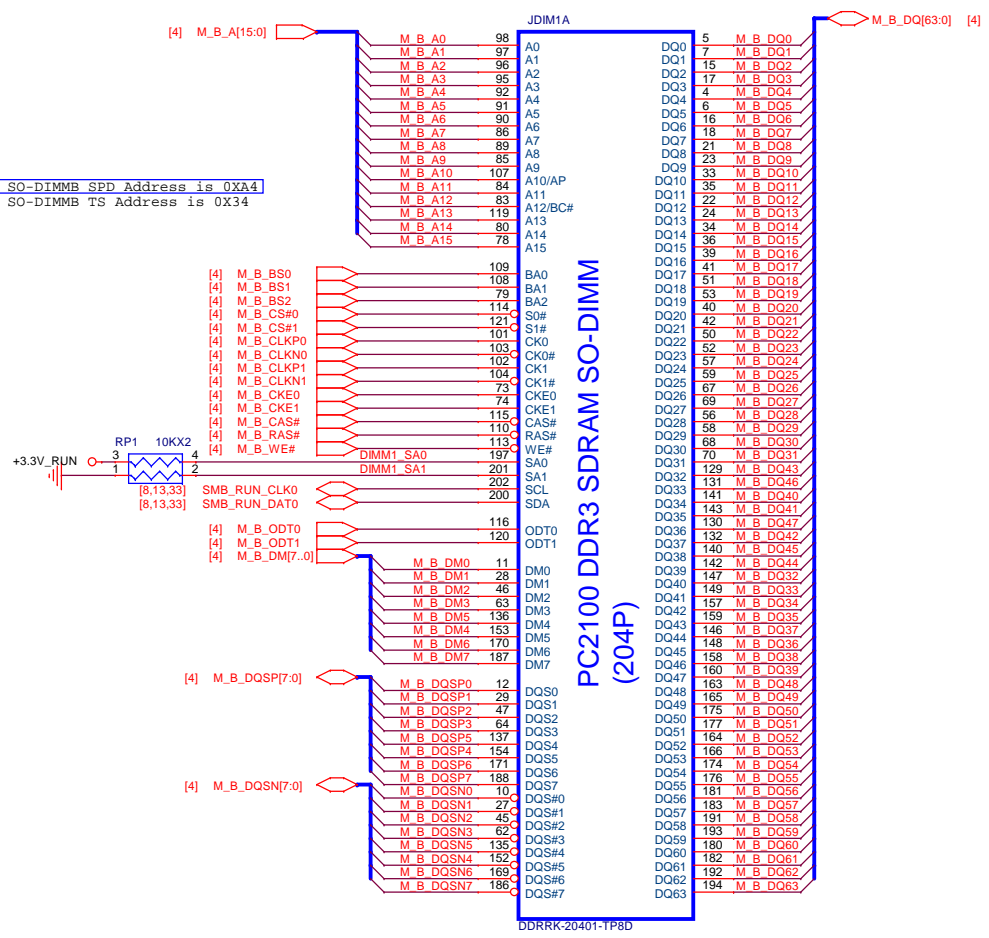 JDIM1A
[4] M_B_A[15:0]
M_B_DQ[63:0] [4]
M_B_A0 98 A0
M_B_A1 97 A1
M_B_A2 96 A2
M_B_A3 95 A3
M_B_A4 92 A4
M_B_A5 91 A5
M_B_A6 90 A6
M_B_A7 86 A7
M_B_A8 89 A8
M_B_A9 85 A9
M_B_A10 107 A10/AP
M_B_A11 84 A11
M_B_A12 83 A12/BC#
M_B_A13 119 A13
M_B_A14 80 A14
M_B_A15 78 A15
SO-DIMMB SPD Address is 0XA4
SO-DIMMB TS Address is 0X34
[4] M_B_BS0 109 BA0
[4] M_B_BS1 108 BA1
[4] M_B_BS2 79 BA2
[4] M_B_CS#0 114 S0#
[4] M_B_CS#1 121 S1#
[4] M_B_CLKP0 101 CK0
[4] M_B_CLKN0 103 CK0#
[4] M_B_CLKP1 102 CK1
[4] M_B_CLKN1 104 CK1#
[4] M_B_CKE0 73 CKE0
[4] M_B_CKE1 74 CKE1
[4] M_B_CAS# 115 CAS#
[4] M_B_RAS# 110 RAS#
[4] M_B_WE# 113 WE#
RP1 10KX2
+3.3V_RUN 3 4 DIMM1_SA0 197 SA0
1 2 DIMM1_SA1 201 SA1
[8,13,33] SMB_RUN_CLK0 202 SCL
[8,13,33] SMB_RUN_DAT0 200 SDA
[4] M_B_ODT0 116 ODT0
[4] M_B_ODT1 120 ODT1
[4] M_B_DM[7..0]
M_B_DM0 11 DM0
M_B_DM1 28 DM1
M_B_DM2 46 DM2
M_B_DM3 63 DM3
M_B_DM5 136 DM4
M_B_DM4 153 DM5
M_B_DM6 170 DM6
M_B_DM7 187 DM7
[4] M_B_DQSP[7:0]
M_B_DQSP0 12 DQS0
M_B_DQSP1 29 DQS1
M_B_DQSP2 47 DQS2
M_B_DQSP3 64 DQS3
M_B_DQSP5 137 DQS4
M_B_DQSP4 154 DQS5
M_B_DQSP6 171 DQS6
M_B_DQSP7 188 DQS7
[4] M_B_DQSN[7:0]
M_B_DQSN0 10 DQS#0
M_B_DQSN1 27 DQS#1
M_B_DQSN2 45 DQS#2
M_B_DQSN3 62 DQS#3
M_B_DQSN5 135 DQS#4
M_B_DQSN4 152 DQS#5
M_B_DQSN6 169 DQS#6
M_B_DQSN7 186 DQS#7
PC2100 DDR3 SDRAM SO-DIMM
(204P)
DQ0 5 M_B_DQ0
DQ1 7 M_B_DQ1
DQ2 15 M_B_DQ2
DQ3 17 M_B_DQ3
DQ4 4 M_B_DQ4
DQ5 6 M_B_DQ5
DQ6 16 M_B_DQ6
DQ7 18 M_B_DQ7
DQ8 21 M_B_DQ8
DQ9 23 M_B_DQ9
DQ10 33 M_B_DQ10
DQ11 35 M_B_DQ11
DQ12 22 M_B_DQ12
DQ13 24 M_B_DQ13
DQ14 34 M_B_DQ14
DQ15 36 M_B_DQ15
DQ16 39 M_B_DQ16
DQ17 41 M_B_DQ17
DQ18 51 M_B_DQ18
DQ19 53 M_B_DQ19
DQ20 40 M_B_DQ20
DQ21 42 M_B_DQ21
DQ22 50 M_B_DQ22
DQ23 52 M_B_DQ23
DQ24 57 M_B_DQ24
DQ25 59 M_B_DQ25
DQ26 67 M_B_DQ26
DQ27 69 M_B_DQ27
DQ28 56 M_B_DQ28
DQ29 58 M_B_DQ29
DQ30 68 M_B_DQ30
DQ31 70 M_B_DQ31
DQ32 129 M_B_DQ43
DQ33 131 M_B_DQ46
DQ34 141 M_B_DQ40
DQ35 143 M_B_DQ41
DQ36 130 M_B_DQ47
DQ37 132 M_B_DQ42
DQ38 140 M_B_DQ45
DQ39 142 M_B_DQ44
DQ40 147 M_B_DQ32
DQ41 149 M_B_DQ33
DQ42 157 M_B_DQ34
DQ43 159 M_B_DQ35
DQ44 146 M_B_DQ37
DQ45 148 M_B_DQ36
DQ46 158 M_B_DQ38
DQ47 160 M_B_DQ39
DQ48 163 M_B_DQ48
DQ49 165 M_B_DQ49
DQ50 175 M_B_DQ50
DQ51 177 M_B_DQ51
DQ52 164 M_B_DQ52
DQ53 166 M_B_DQ53
DQ54 174 M_B_DQ54
DQ55 176 M_B_DQ55
DQ56 181 M_B_DQ56
DQ57 183 M_B_DQ57
DQ58 191 M_B_DQ58
DQ59 193 M_B_DQ59
DQ60 180 M_B_DQ60
DQ61 182 M_B_DQ61
DQ62 192 M_B_DQ62
DQ63 194 M_B_DQ63
DDRRK-20401-TP8D